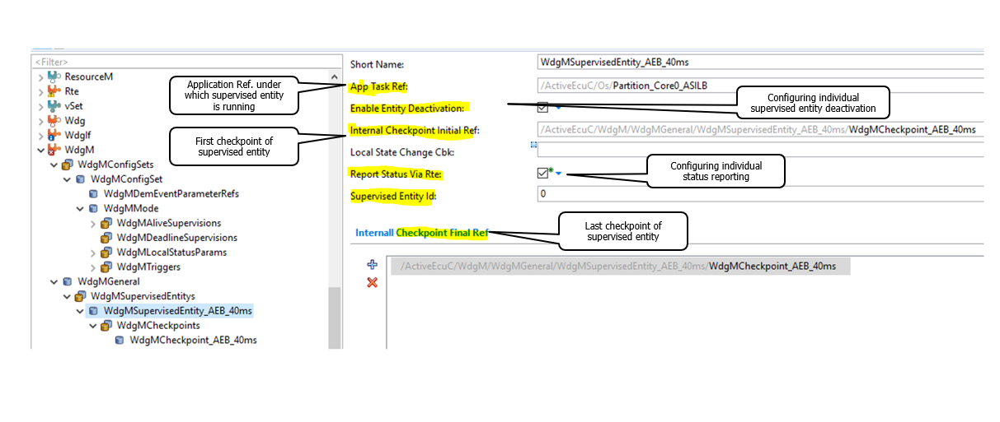 <Filter>
ResourceM
Rte
vSet
Wdg
WdgIf
WdgM
WdgMConfigSets
WdgMConfigSet
WdgMDemEventParameterRefs
WdgMMode
WdgMAliveSupervisions
WdgMDeadlineSupervisions
WdgMLocalStatusParams
WdgMTriggers
WdgMGeneral
WdgMSupervisedEntitys
WdgMSupervisedEntity_AEB_40ms
WdgMCheckpoints
WdgMCheckpoint_AEB_40ms
Application Ref. under
which supervised entity
is running
First checkpoint of
supervised entity
Short Name:
WdgMSupervisedEntity_AEB_40ms
App Task Ref:
/ActiveEcuC/Os/Partition_Core0_ASILB
Enable Entity Deactivation:
Configuring individual
supervised entity deactivation
Internal Checkpoint Initial Ref:
/ActiveEcuC/WdgM/WdgMGeneral/WdgMSupervisedEntity_AEB_40ms/WdgMCheckpoint_AEB_40ms
Local State Change Cbk:
Report Status Via Rte:
Configuring individual
status reporting
Supervised Entity Id:
0
Internall Checkpoint Final Ref
Last checkpoint of
supervised entity
/ActiveEcuC/WdgM/WdgMGeneral/WdgMSupervisedEntity_AEB_40ms/WdgMCheckpoint_AEB_40ms